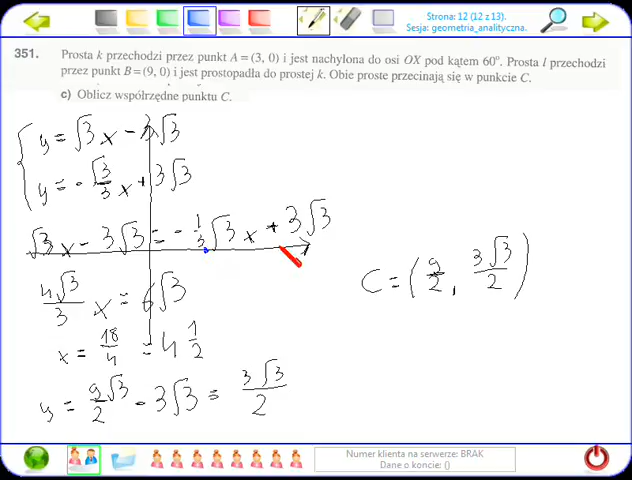 Strona: 12 (12 z 13).
Sesja: geometria_analityczna.
351. Prosta k przechodzi przez punkt A = (3, 0) i jest nachylona do osi OX pod kątem 60°. Prosta l przechodzi
przez punkt B = (9, 0) i jest prostopadła do prostej k. Obie proste przecinają się w punkcie C.
c) Oblicz współrzędne punktu C.
y = √3 x - 3√3
y = - √3/3 x + 3√3
√3 x - 3√3 = - 1/3 √3 x + 3√3
4√3/3 x = 6√3
x = 18/4 = 4 1/2
y = 9√3/2 - 3√3 = 3√3/2
C = (9/2, 3√3/2)
Numer klienta na serwerze: BRAK
Dane o koncie: ()